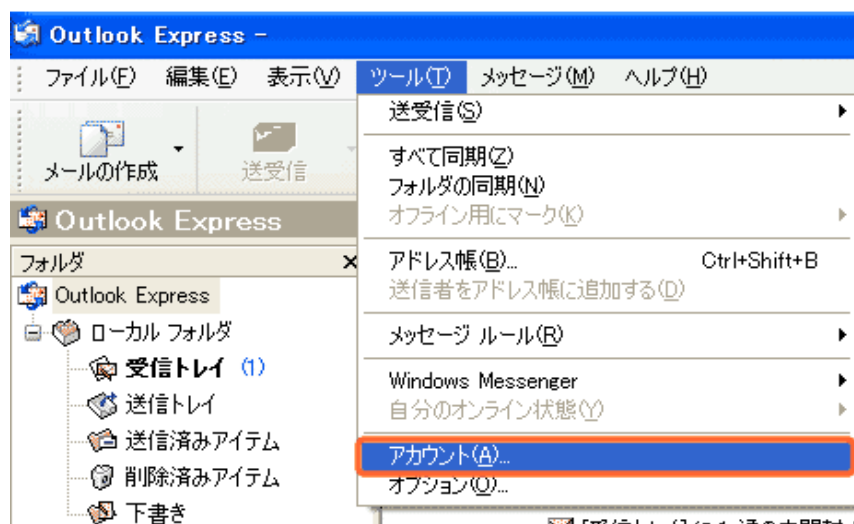 Outlook Express -
ファイル(F) 編集(E) 表示(V) ツール(T) メッセージ(M) ヘルプ(H)
メールの作成 送受信
Outlook Express
フォルダ
Outlook Express
ローカル フォルダ
受信トレイ (1)
送信トレイ
送信済みアイテム
削除済みアイテム
下書き
送受信(S)
すべて同期(Z)
フォルダの同期(N)
オフライン用にマーク(K)
アドレス帳(B)... Ctrl+Shift+B
送信者をアドレス帳に追加する(D)
メッセージ ルール(R)
Windows Messenger
自分のオンライン状態(Y)
アカウント(A)...
オプション(O)...